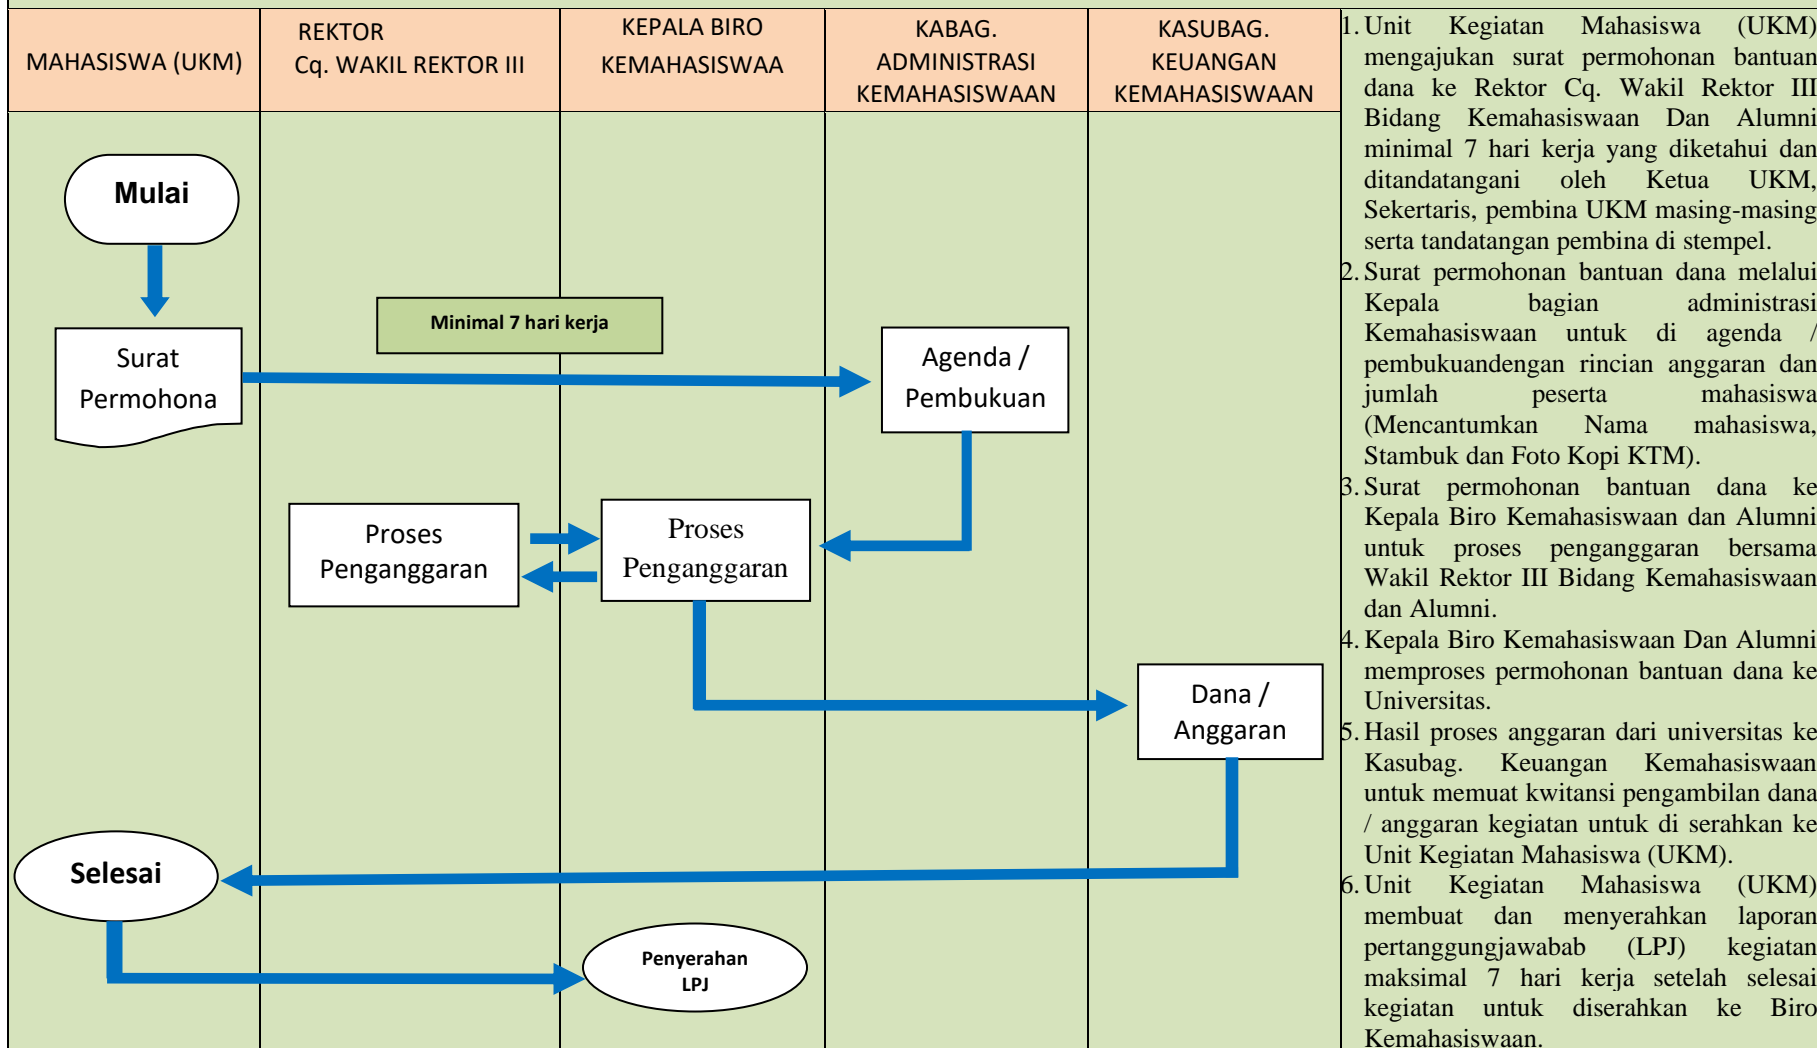 MAHASISWA (UKM)
REKTOR
Cq. WAKIL REKTOR III
KEPALA BIRO
KEMAHASISWAA
KABAG.
ADMINISTRASI
KEMAHASISWAAN
KASUBAG.
KEUANGAN
KEMAHASISWAAN
Mulai
Surat
Permohona
Minimal 7 hari kerja
Agenda /
Pembukuan
Proses
Penganggaran
Proses
Penganggaran
Dana /
Anggaran
Selesai
Penyerahan
LPJ
1. Unit Kegiatan Mahasiswa (UKM)
mengajukan surat permohonan bantuan
dana ke Rektor Cq. Wakil Rektor III
Bidang Kemahasiswaan Dan Alumni
minimal 7 hari kerja yang diketahui dan
ditandatangani oleh Ketua UKM,
Sekertaris, pembina UKM masing-masing
serta tandatangan pembina di stempel.
2. Surat permohonan bantuan dana melalui
Kepala bagian administrasi
Kemahasiswaan untuk di agenda /
pembukuandengan rincian anggaran dan
jumlah peserta mahasiswa
(Mencantumkan Nama mahasiswa,
Stambuk dan Foto Kopi KTM).
3. Surat permohonan bantuan dana ke
Kepala Biro Kemahasiswaan dan Alumni
untuk proses penganggaran bersama
Wakil Rektor III Bidang Kemahasiswaan
dan Alumni.
4. Kepala Biro Kemahasiswaan Dan Alumni
memproses permohonan bantuan dana ke
Universitas.
5. Hasil proses anggaran dari universitas ke
Kasubag. Keuangan Kemahasiswaan
untuk memuat kwitansi pengambilan dana
/ anggaran kegiatan untuk di serahkan ke
Unit Kegiatan Mahasiswa (UKM).
6. Unit Kegiatan Mahasiswa (UKM)
membuat dan menyerahkan laporan
pertanggungjawabab (LPJ) kegiatan
maksimal 7 hari kerja setelah selesai
kegiatan untuk diserahkan ke Biro
Kemahasiswaan.